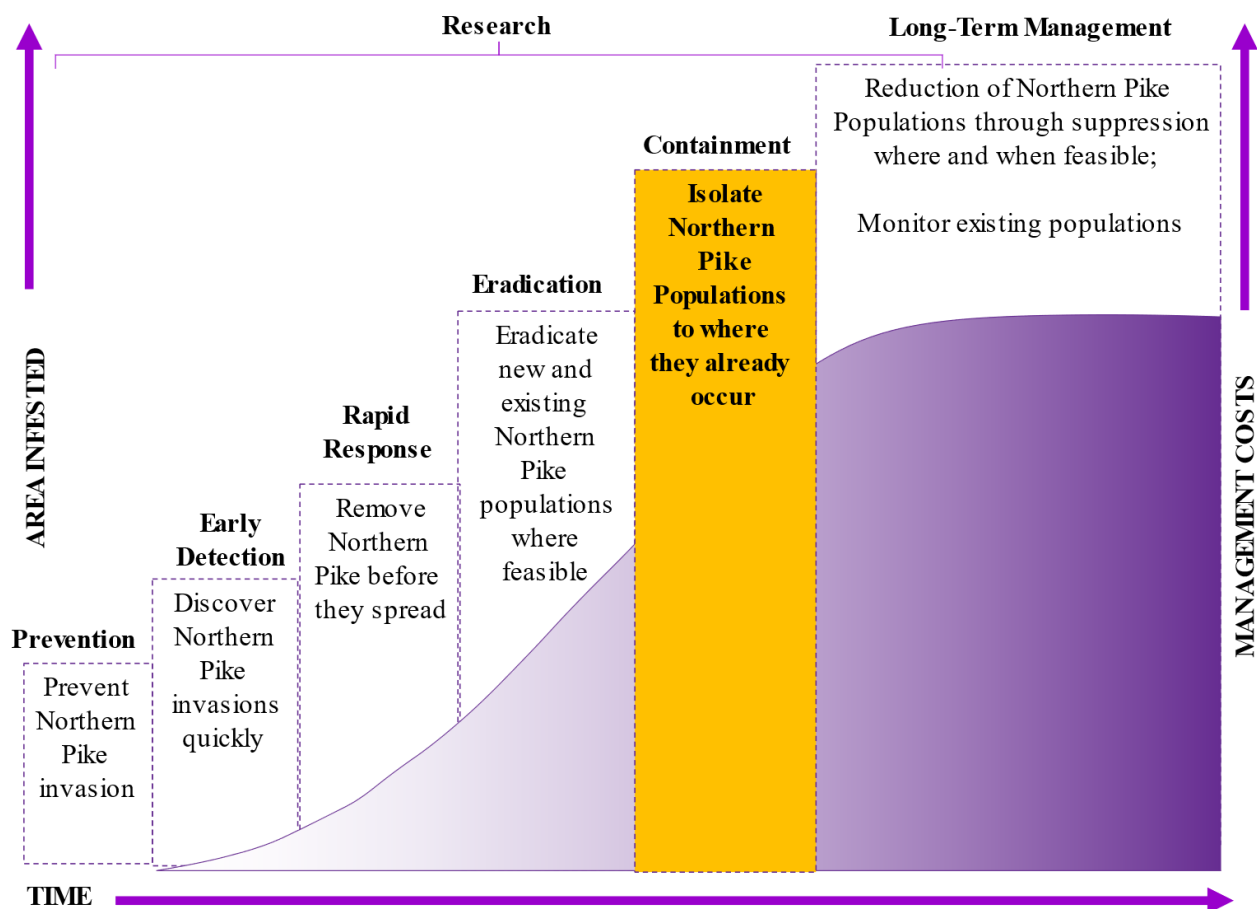 Research
Long-Term Management
Reduction of Northern Pike
Populations through suppression
where and when feasible;
Monitor existing populations
Containment
Isolate
Northern
Pike
Populations
to where
they already
occur
Eradication
Eradicate
new and
existing
Northern
Pike
populations
where
feasible
Rapid
Response
Remove
Northern
Pike before
they spread
Early
Detection
Discover
Northern
Pike
invasions
quickly
Prevention
Prevent
Northern
Pike
invasion
AREA INFESTED
MANAGEMENT COSTS
TIME